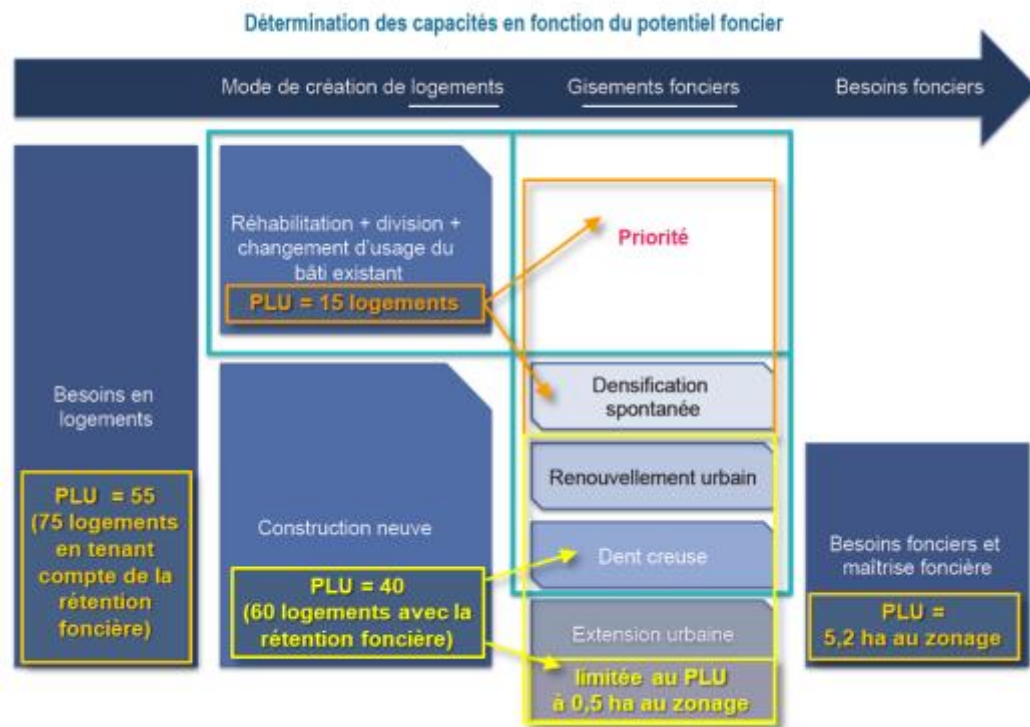 Détermination des capacités en fonction du potentiel foncier
Mode de création de logements
Gisements fonciers
Besoins fonciers
Besoins en
logements
PLU = 55
(75 logements
en tenant
compte de la
rétention
foncière)
Réhabilitation + division +
changement d'usage du
bâti existant
PLU = 15 logements
Construction neuve
PLU = 40
(60 logements avec la
rétention foncière)
Priorité
Densification
spontanée
Renouvellement urbain
Dent creuse
Extension urbaine
limitée au PLU
à 0,5 ha au zonage
Besoins fonciers et
maîtrise foncière
PLU =
5,2 ha au zonage